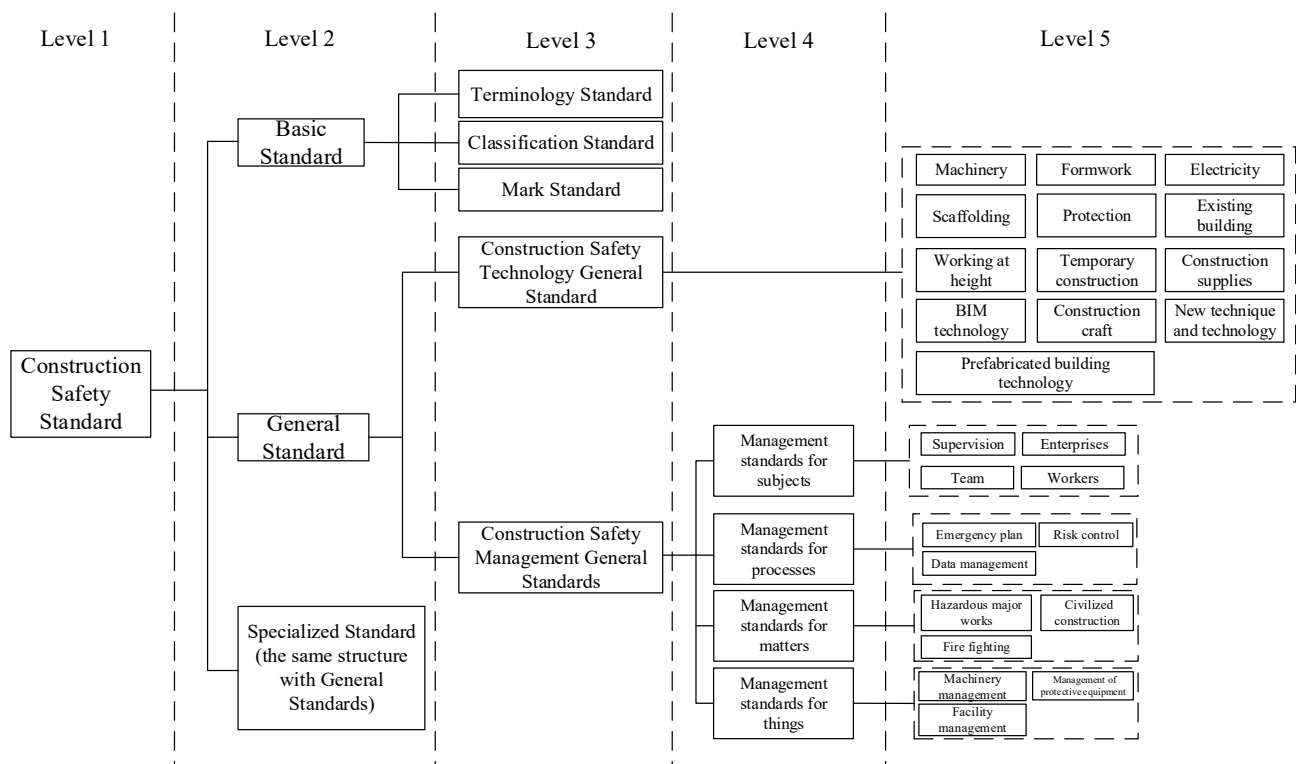 Level 1
Level 2
Level 3
Level 4
Level 5
Construction
Safety
Standard
Basic
Standard
General
Standard
Specialized Standard
(the same structure
with General
Standards)
Terminology Standard
Classification Standard
Mark Standard
Construction Safety
Technology General
Standard
Construction Safety
Management General
Standards
Management
standards for
subjects
Management
standards for
processes
Management
standards for
matters
Management
standards for
things
Machinery
Formwork
Electricity
Scaffolding
Protection
Existing
building
Working at
height
Temporary
construction
Construction
supplies
BIM
technology
Construction
craft
New technique
and technology
Prefabricated building
technology
Supervision
Enterprises
Team
Workers
Emergency plan
Risk control
Data management
Hazardous major
works
Civilized
construction
Fire fighting
Machinery
management
Management of
protective equipment
Facility
management